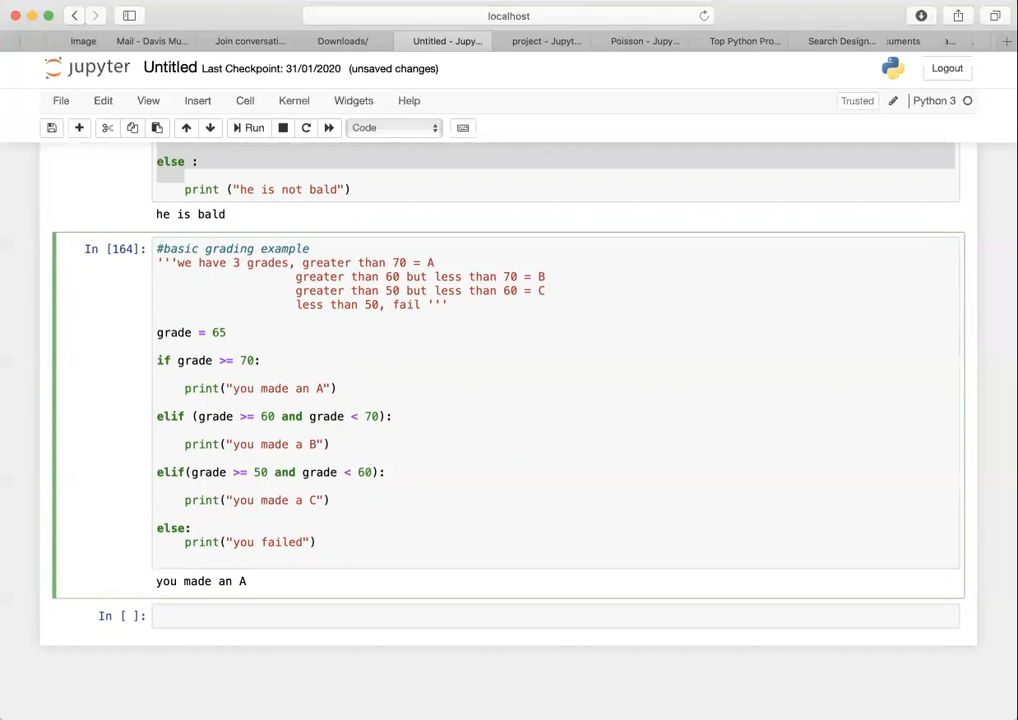 localhost
Image
Mail - Davis Mu...
Join conversati...
Downloads/
Untitled - Jupy...
project - Jupyt...
Poisson - Jupy...
Top Python Pro...
Search Design...
:uments
a...
jupyter Untitled Last Checkpoint: 31/01/2020 (unsaved changes)
Logout
File Edit View Insert Cell Kernel Widgets Help
Trusted
Python 3
Run
Code
else :
print ("he is not bald")
he is bald
In [164]:
#basic grading example
'''we have 3 grades, greater than 70 = A
greater than 60 but less than 70 = B
greater than 50 but less than 60 = C
less than 50, fail '''
grade = 65
if grade >= 70:
print("you made an A")
elif (grade >= 60 and grade < 70):
print("you made a B")
elif(grade >= 50 and grade < 60):
print("you made a C")
else:
print("you failed")
you made an A
In [ ]: